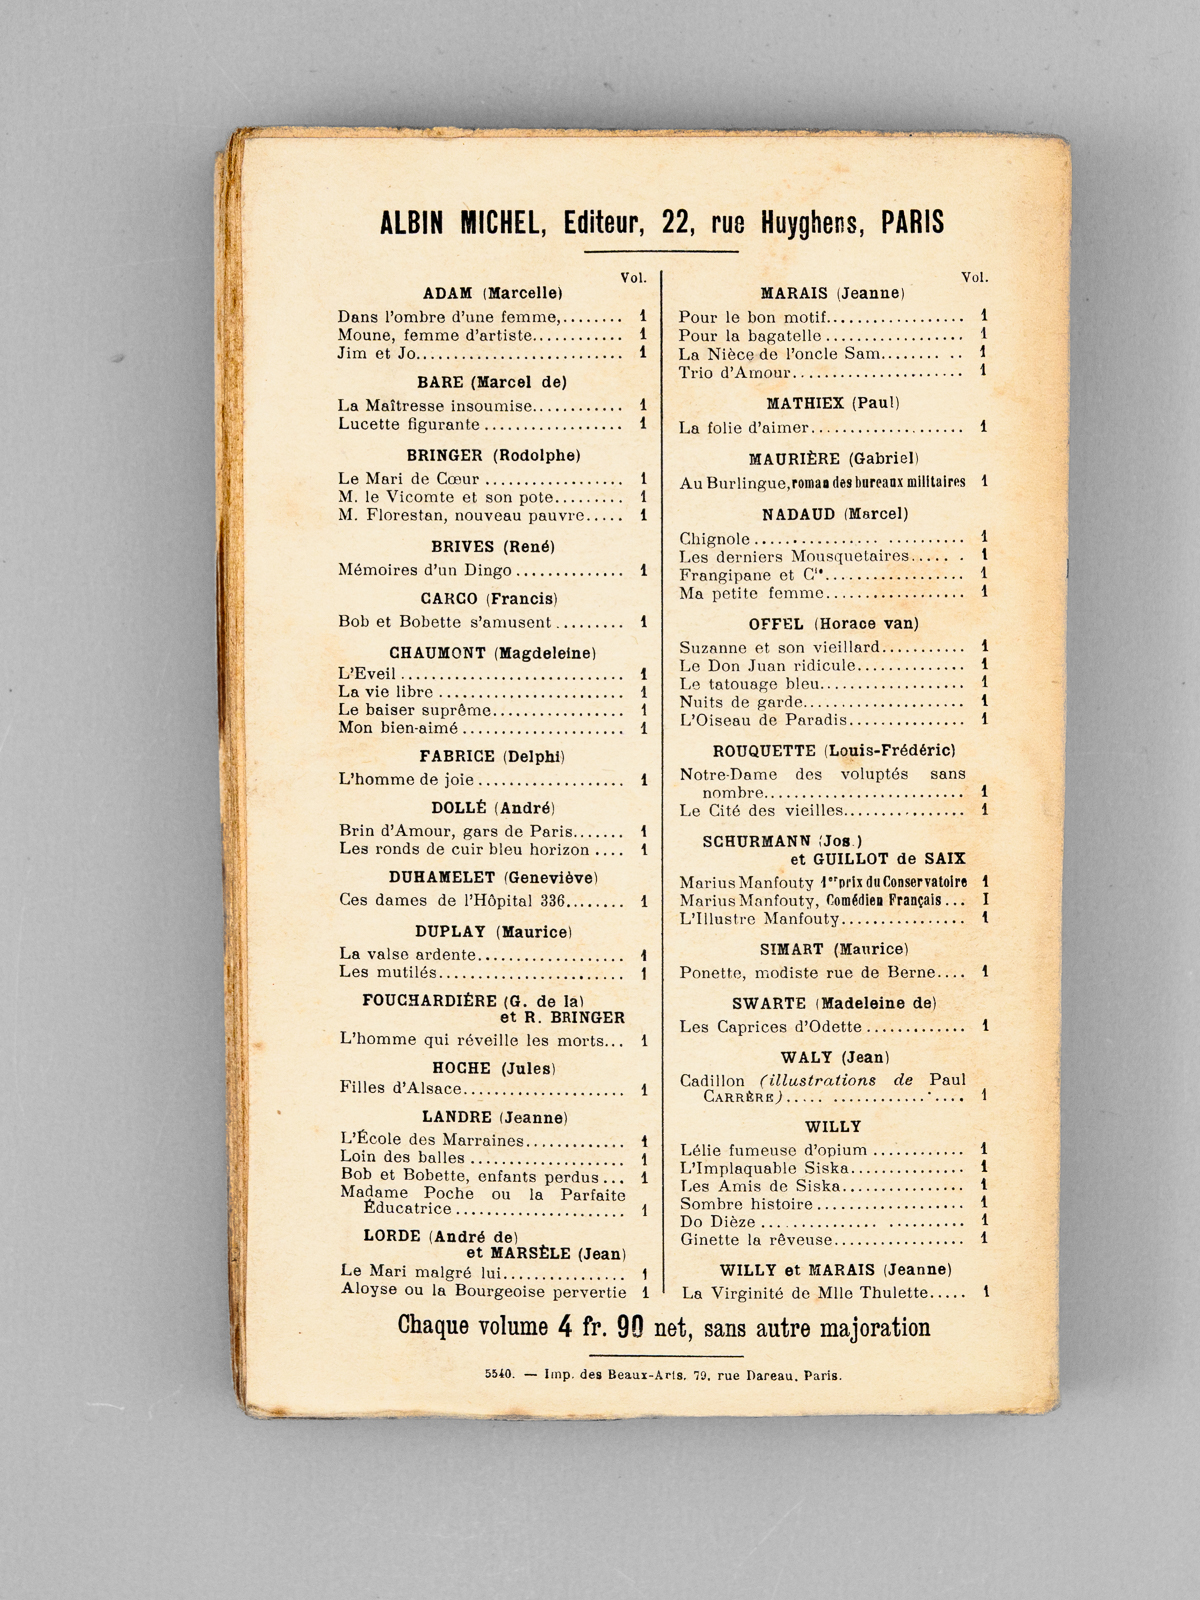 ALBIN MICHEL, Editeur, 22, rue Huyghens, PARIS
Vol.
ADAM (Marcelle)
Dans l'ombre d'une femme,........ 1
Moune, femme d'artiste............ 1
Jim et Jo.......................... 1
BARE (Marcel de)
La Maîtresse insoumise............ 1
Lucette figurante ................. 1
BRINGER (Rodolphe)
Le Mari de Cœur ................. 1
M. le Vicomte et son pote......... 1
M. Florestan, nouveau pauvre..... 1
BRIVES (René)
Mémoires d'un Dingo .............. 1
CARCO (Francis)
Bob et Bobette s'amusent ......... 1
CHAUMONT (Magdeleine)
L'Eveil ............................ 1
La vie libre ....................... 1
Le baiser suprême................. 1
Mon bien-aimé .................... 1
FABRICE (Delphi)
L'homme de joie ................... 1
DOLLÉ (André)
Brin d'Amour, gars de Paris....... 1
Les ronds de cuir bleu horizon .... 1
DUHAMELET (Geneviève)
Ces dames de l'Hôpital 336........ 1
DUPLAY (Maurice)
La valse ardente................... 1
Les mutilés........................ 1
FOUCHARDIÈRE (G. de la)
et R. BRINGER
L'homme qui réveille les morts... 1
HOCHE (Jules)
Filles d'Alsace..................... 1
LANDRE (Jeanne)
L'École des Marraines............. 1
Loin des balles .................... 1
Bob et Bobette, enfants perdus... 1
Madame Poche ou la Parfaite
Éducatrice...................... 1
LORDE (André de)
et MARSÈLE (Jean)
Le Mari malgré lui................ 1
Aloyse ou la Bourgeoise pervertie 1
Vol.
MARAIS (Jeanne)
Pour le bon motif.................. 1
Pour la bagatelle .................. 1
La Nièce de l'oncle Sam........ .. 1
Trio d'Amour...................... 1
MATHIEX (Paul)
La folie d'aimer.................... 1
MAURIÈRE (Gabriel)
Au Burlingue, roman des bureaux militaires 1
NADAUD (Marcel)
Chignole ................ .......... 1
Les derniers Mousquetaires...... . 1
Frangipane et Cie.................. 1
Ma petite femme.................. 1
OFFEL (Horace van)
Suzanne et son vieillard........... 1
Le Don Juan ridicule.............. 1
Le tatouage bleu................... 1
Nuits de garde..................... 1
L'Oiseau de Paradis............... 1
ROUQUETTE (Louis-Frédéric)
Notre-Dame des voluptés sans
nombre.......................... 1
Le Cité des vieilles................ 1
SCHURMANN (Jos.)
et GUILLOT de SAIX
Marius Manfouty 1er prix du Conservatoire 1
Marius Manfouty, Comédien Français... I
L'Illustre Manfouty................ 1
SIMART (Maurice)
Ponette, modiste rue de Berne.... 1
SWARTE (Madeleine de)
Les Caprices d'Odette ............. 1
WALY (Jean)
Cadillon (illustrations de Paul
CARRÈRE)..... ................. 1
WILLY
Lélie fumeuse d'opium ............ 1
L'Implaquable Siska............... 1
Les Amis de Siska................ 1
Sombre histoire................... 1
Do Dièze ............... .......... 1
Ginette la rêveuse................. 1
WILLY et MARAIS (Jeanne)
La Virginité de Mlle Thulette..... 1
Chaque volume 4 fr. 90 net, sans autre majoration
5540. — Imp. des Beaux-Arts. 79, rue Dareau, Paris.